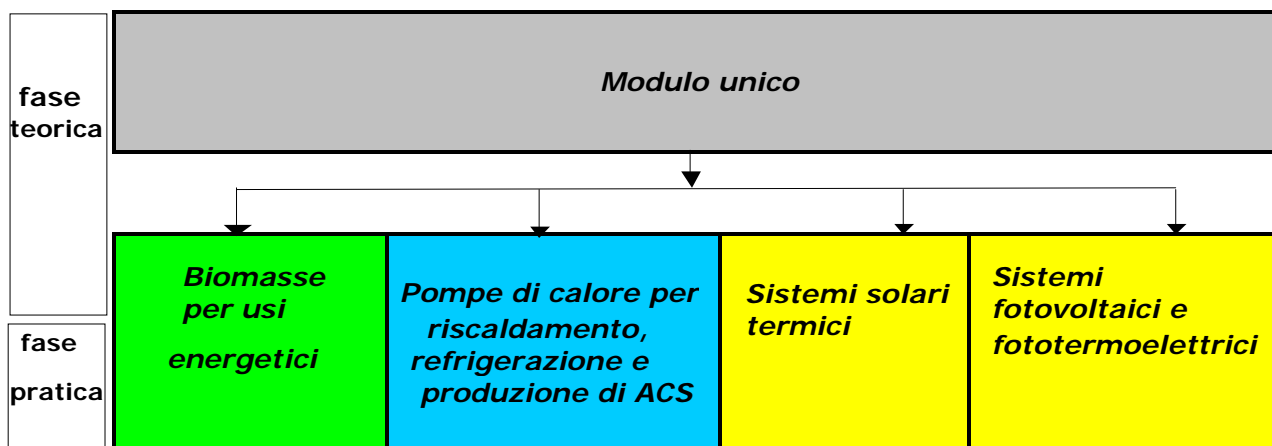 fase
teorica
Modulo unico
fase
pratica
Biomasse
per usi
energetici
Pompe di calore per
riscaldamento,
refrigerazione e
produzione di ACS
Sistemi solari
termici
Sistemi
fotovoltaici e
fototermoelettrici